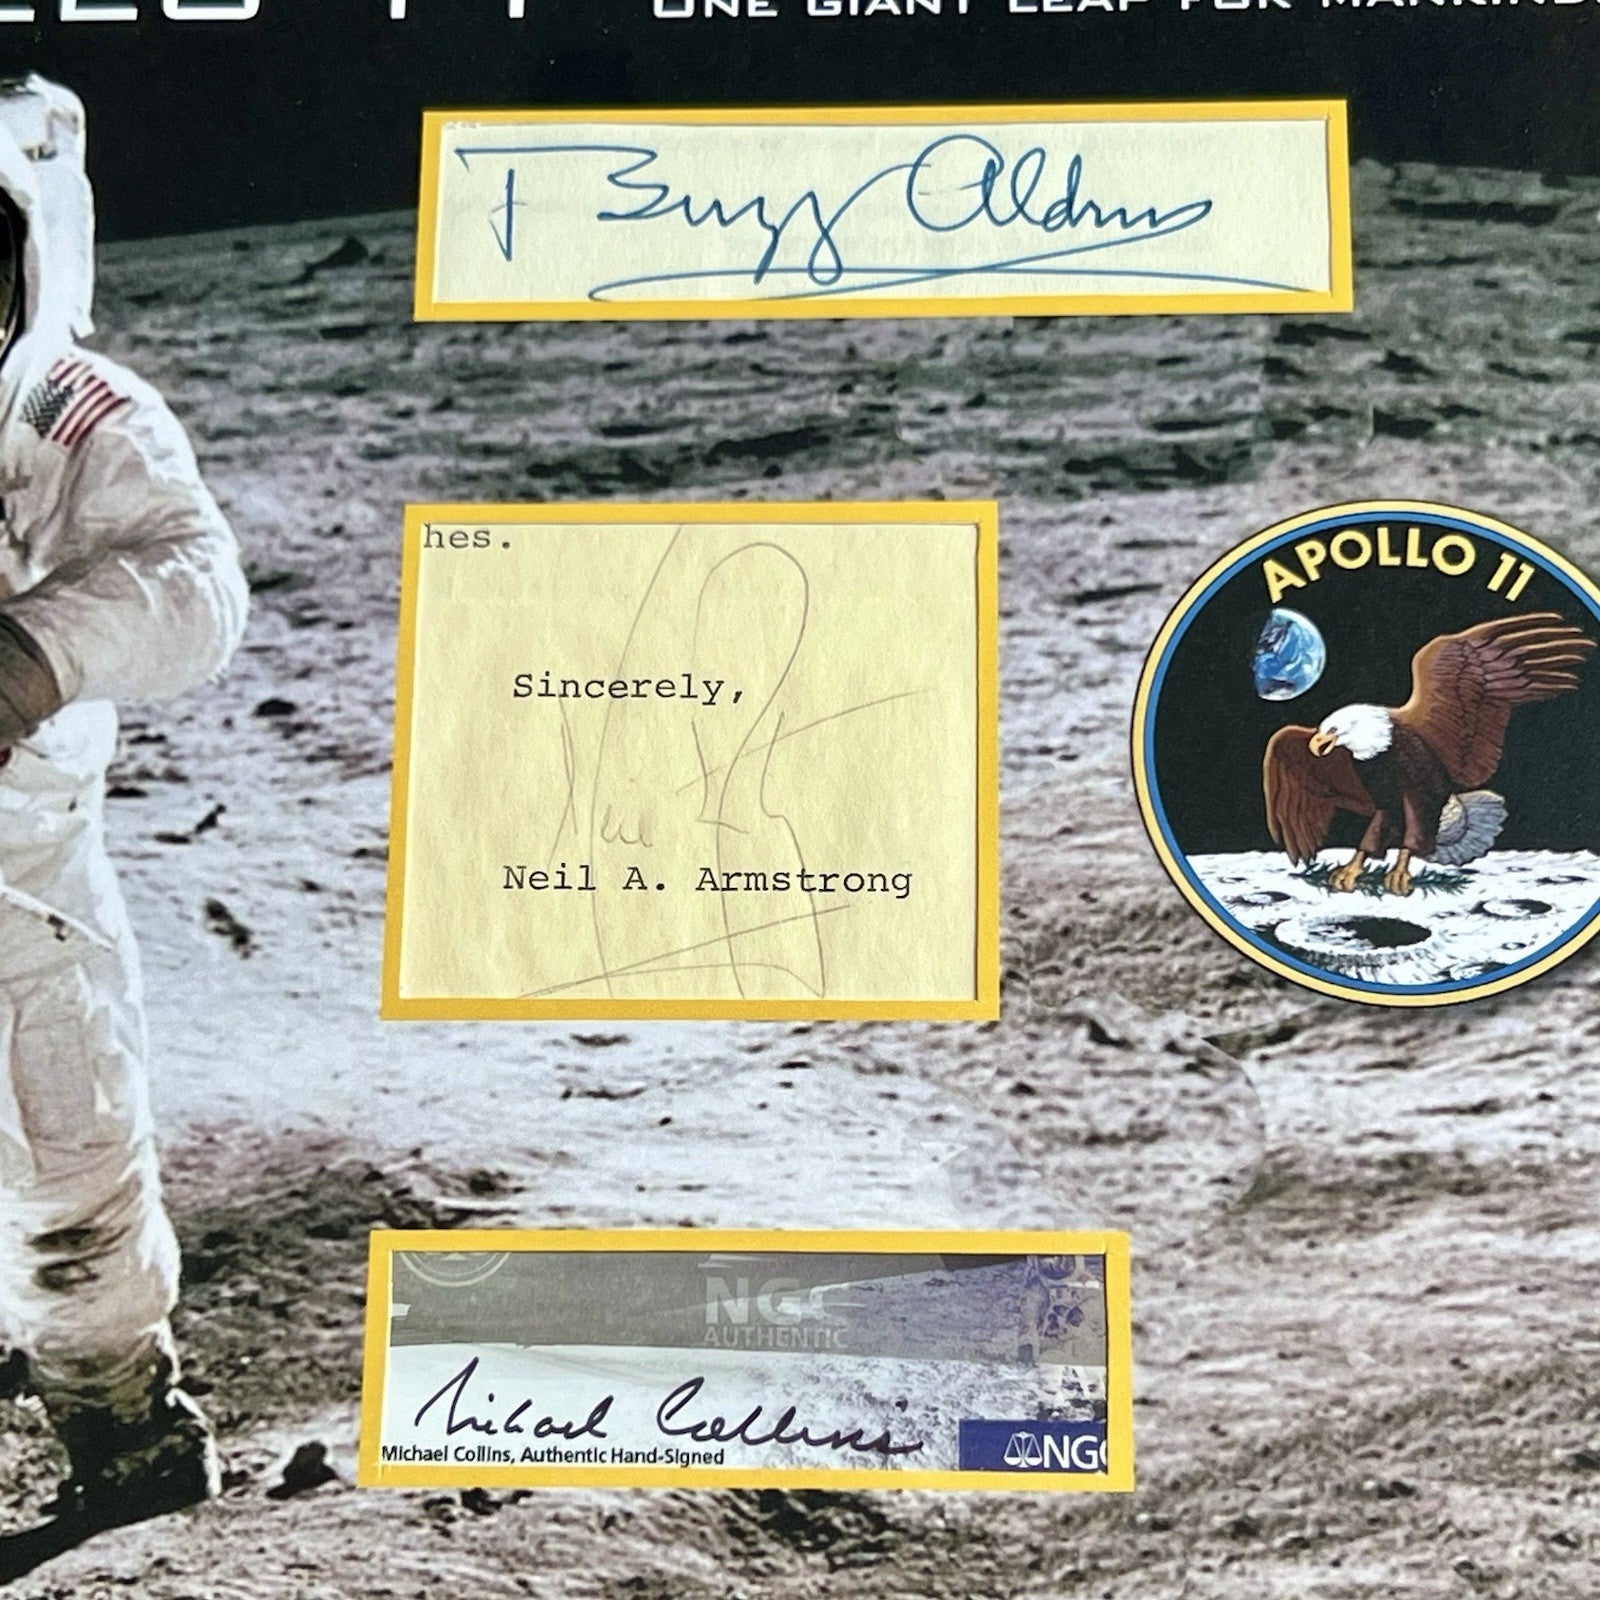 ONE GIANT LEAP FOR MANKIND
Buzz Aldrin
hes.
Sincerely,
Neil
Neil A. Armstrong
APOLLO 11
NGC
AUTHENTIC
Michael Collins
Michael Collins, Authentic Hand-Signed
NGC